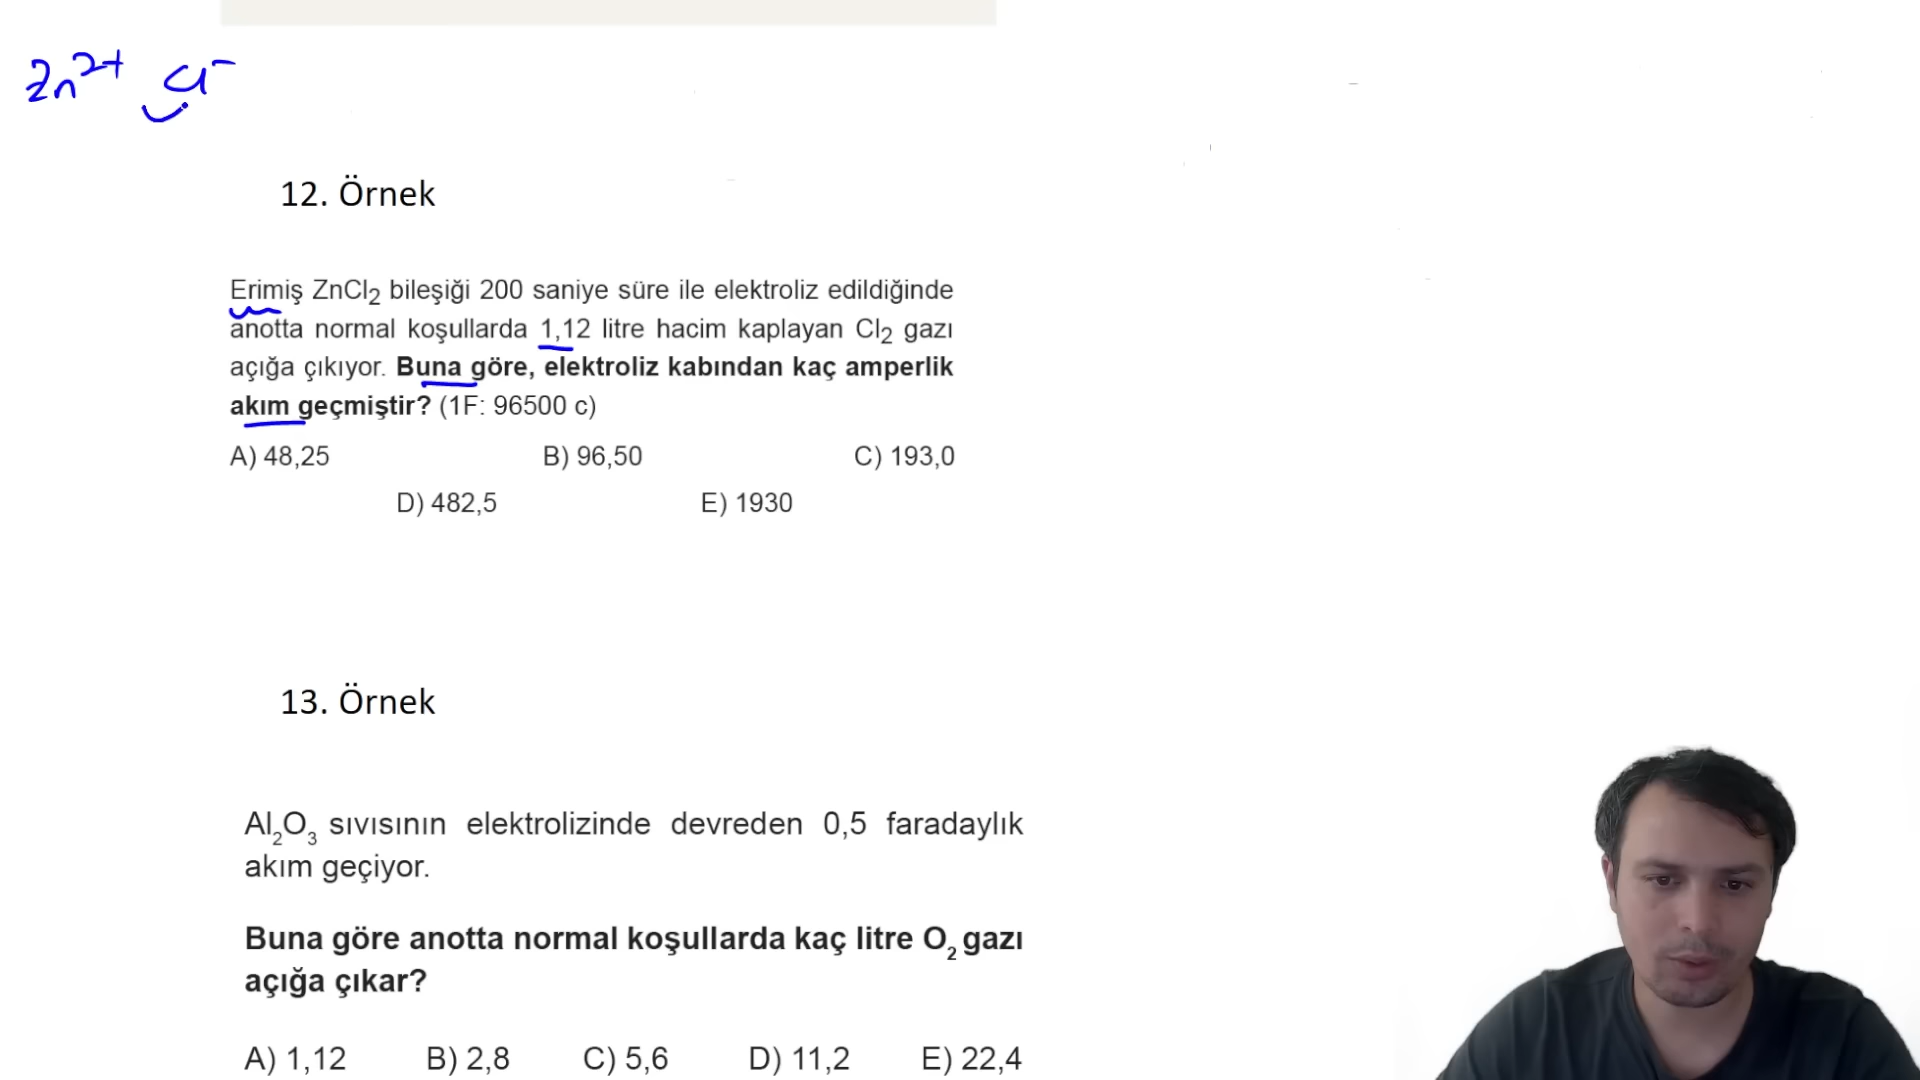 Zn²⁺ Cl⁻
12. Örnek
Erimiş ZnCl₂ bileşiği 200 saniye süre ile elektroliz edildiğinde
anotta normal koşullarda 1,12 litre hacim kaplayan Cl₂ gazı
açığa çıkıyor. Buna göre, elektroliz kabından kaç amperlik
akım geçmiştir? (1F: 96500 c)
A) 48,25 B) 96,50 C) 193,0
D) 482,5 E) 1930
13. Örnek
Al₂O₃ sıvısının elektrolizinde devreden 0,5 faradaylık
akım geçiyor.
Buna göre anotta normal koşullarda kaç litre O₂ gazı
açığa çıkar?
A) 1,12 B) 2,8 C) 5,6 D) 11,2 E) 22,4